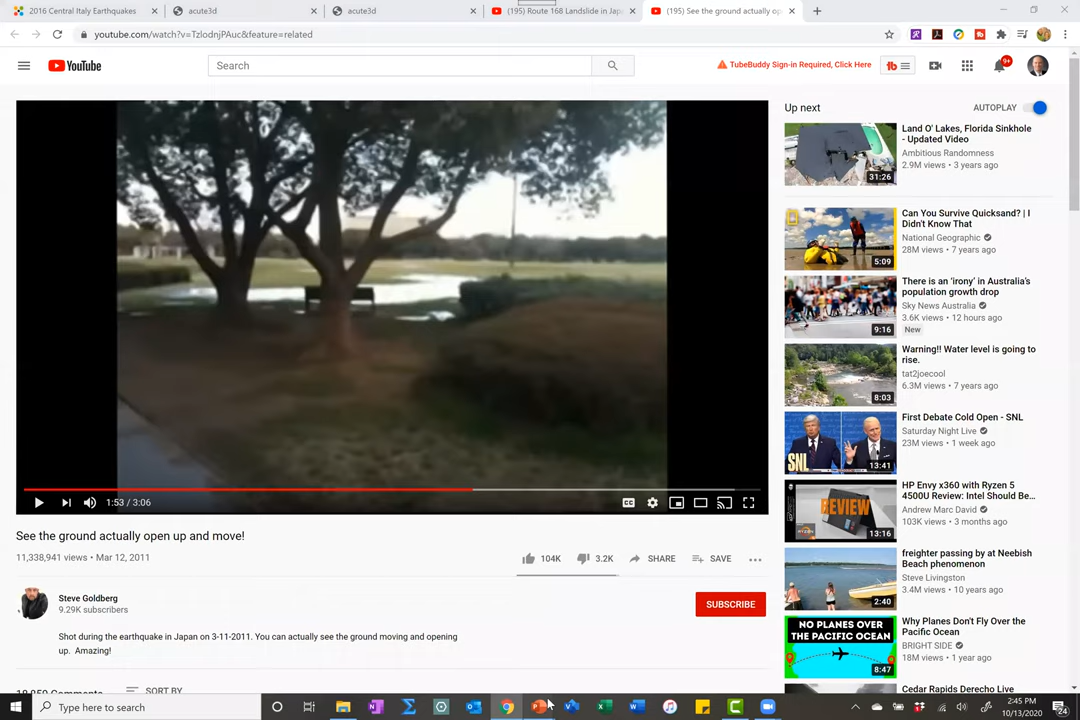 2016 Central Italy Earthquakes
acute3d
acute3d
(195) Route 168 Landslide in Jap
(195) See the ground actually op
youtube.com/watch?v=TzlodnjPAuc&feature=related
YouTube
Search
TubeBuddy Sign-in Required, Click Here
tb
9+
Up next
AUTOPLAY
Land O' Lakes, Florida Sinkhole
- Updated Video
Ambitious Randomness
2.9M views • 3 years ago
31:26
Can You Survive Quicksand? | I
Didn't Know That
National Geographic
28M views • 7 years ago
5:09
There is an 'irony' in Australia's
population growth drop
Sky News Australia
3.6K views • 12 hours ago
New
9:16
Warning!! Water level is going to
rise.
tat2joecool
6.3M views • 7 years ago
8:03
First Debate Cold Open - SNL
Saturday Night Live
23M views • 1 week ago
SNL
13:41
HP Envy x360 with Ryzen 5
4500U Review: Intel Should Be...
Andrew Marc David
103K views • 3 months ago
REVIEW
13:16
freighter passing by at Neebish
Beach phenomenon
Steve Livingston
3.4M views • 10 years ago
2:40
Why Planes Don't Fly Over the
Pacific Ocean
BRIGHT SIDE
18M views • 1 year ago
NO PLANES OVER
THE PACIFIC OCEAN
8:47
Cedar Rapids Derecho Live
1:53 / 3:06
CC
See the ground actually open up and move!
11,338,941 views • Mar 12, 2011
104K
3.2K
SHARE
SAVE
Steve Goldberg
9.29K subscribers
SUBSCRIBE
Shot during the earthquake in Japan on 3-11-2011. You can actually see the ground moving and opening
up. Amazing!
SORT BY
Type here to search
2:45 PM
10/13/2020
24